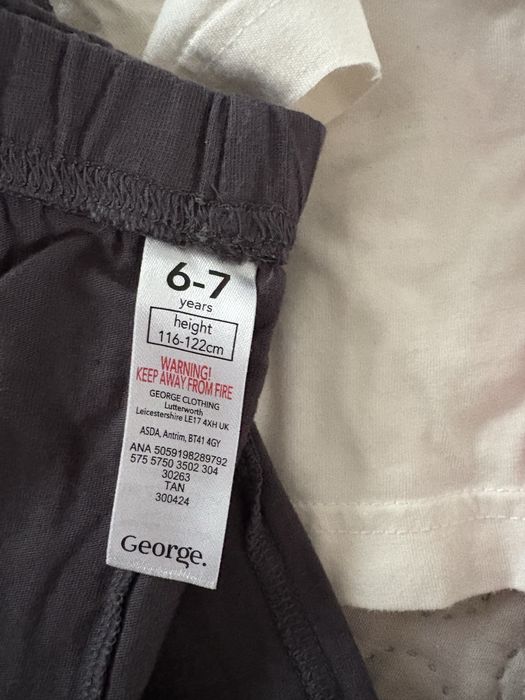 6-7
years
height
116-122cm
WARNING!
KEEP AWAY FROM FIRE
GEORGE CLOTHING
Lutterworth
Leicestershire LE17 4XH UK
ASDA, Antrim, BT41 4GY
ANA 5059198289792
575 5750 3502 304
30263
TAN
300424
George.